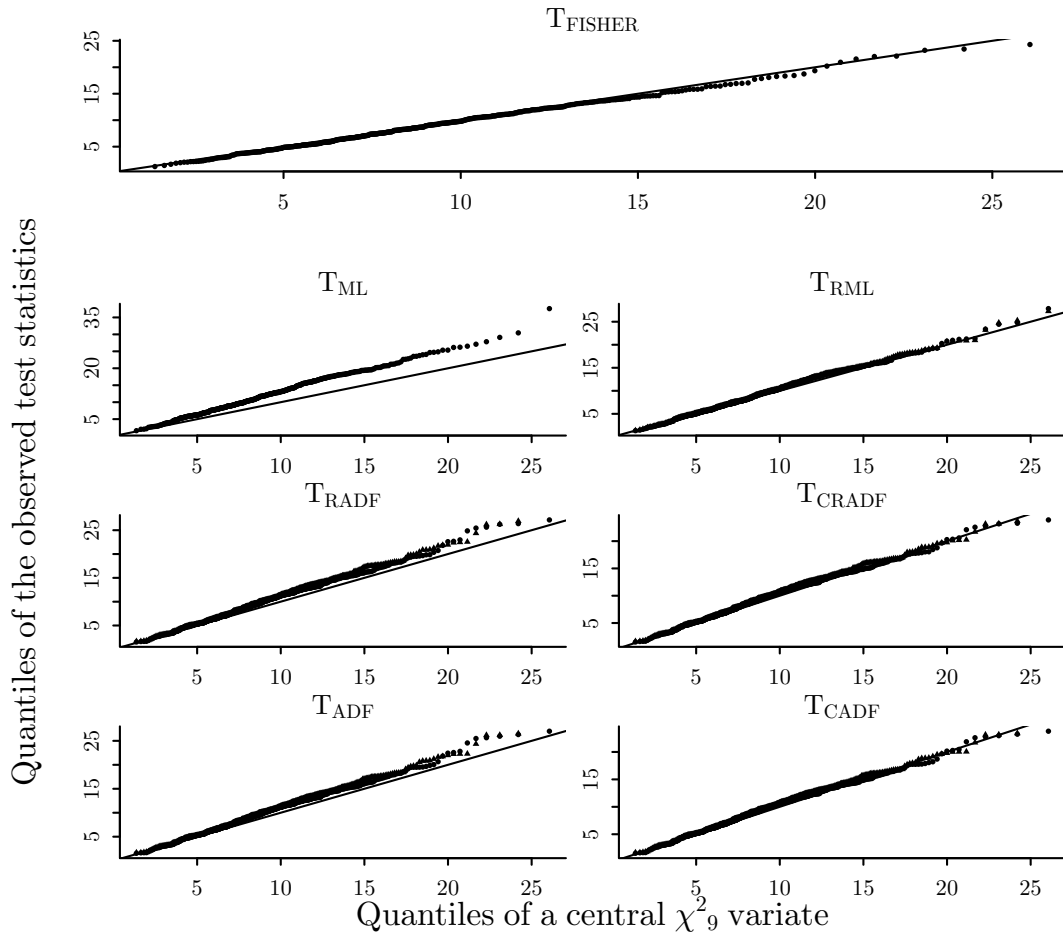 Quantiles of the observed test statistics
T_FISHER
25
15
5
5 10 15 20 25
T_ML
35
20
5
5 10 15 20 25
T_RML
25
15
5
5 10 15 20 25
T_RADF
25
15
5
5 10 15 20 25
T_CRADF
15
5
5 10 15 20 25
T_ADF
25
15
5
5 10 15 20 25
T_CADF
15
5
5 10 15 20 25
Quantiles of a central χ²₉ variate